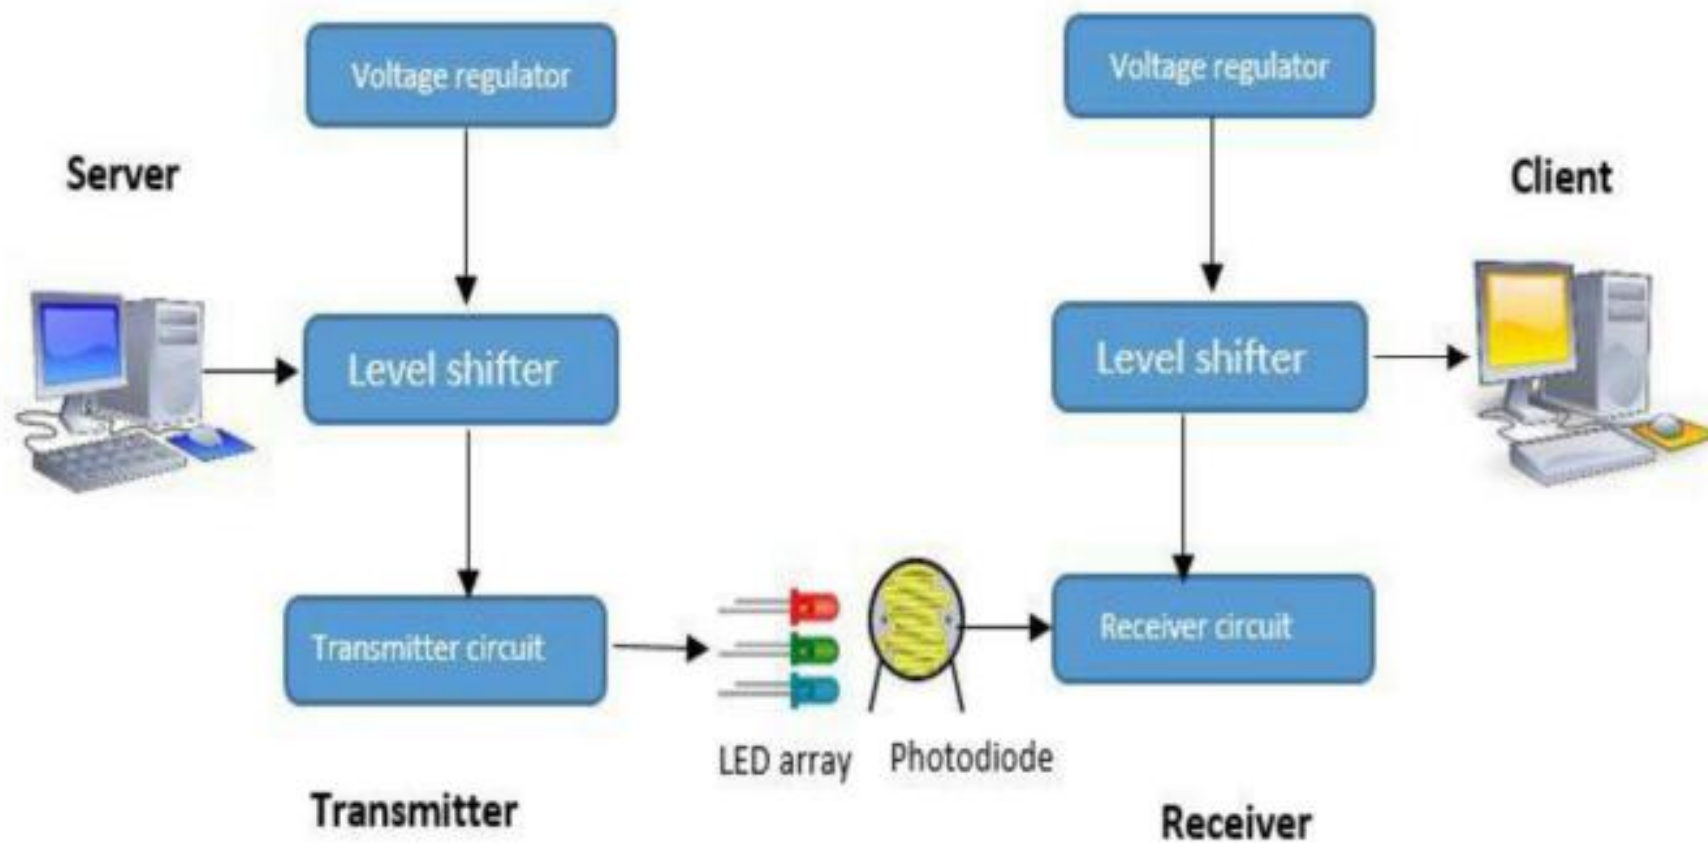 Voltage regulator
Voltage regulator
Server
Client
Level shifter
Level shifter
Transmitter circuit
Receiver circuit
LED array
Photodiode
Transmitter
Receiver